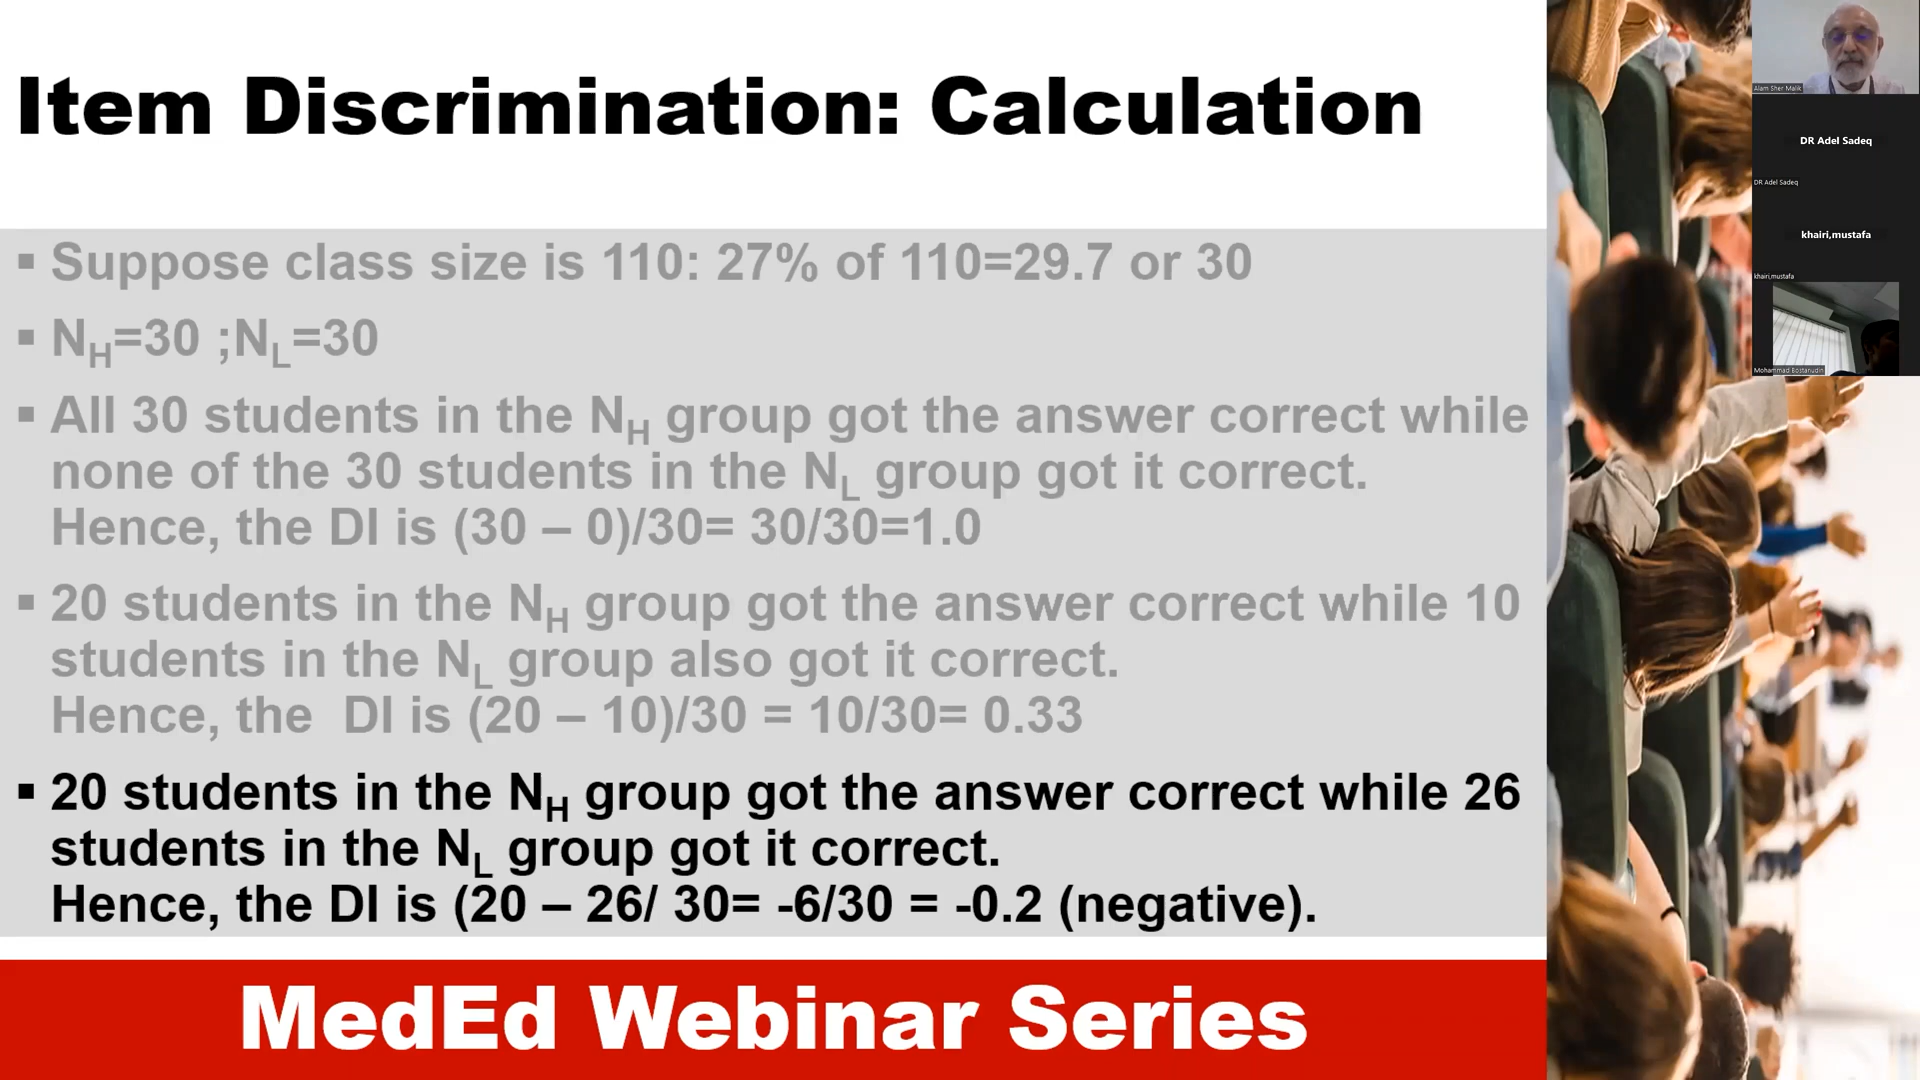 Item Discrimination: Calculation
▪ Suppose class size is 110: 27% of 110=29.7 or 30
▪ NH=30 ;NL=30
▪ All 30 students in the NH group got the answer correct while
none of the 30 students in the NL group got it correct.
Hence, the DI is (30 – 0)/30= 30/30=1.0
▪ 20 students in the NH group got the answer correct while 10
students in the NL group also got it correct.
Hence, the  DI is (20 – 10)/30 = 10/30= 0.33
▪ 20 students in the NH group got the answer correct while 26
students in the NL group got it correct.
Hence, the DI is (20 – 26/ 30= -6/30 = -0.2 (negative).
MedEd Webinar Series
Alam Sher Malik
DR Adel Sadeq
DR Adel Sadeq
khairi,mustafa
khairi,mustafa
Mohammad Bostanudin